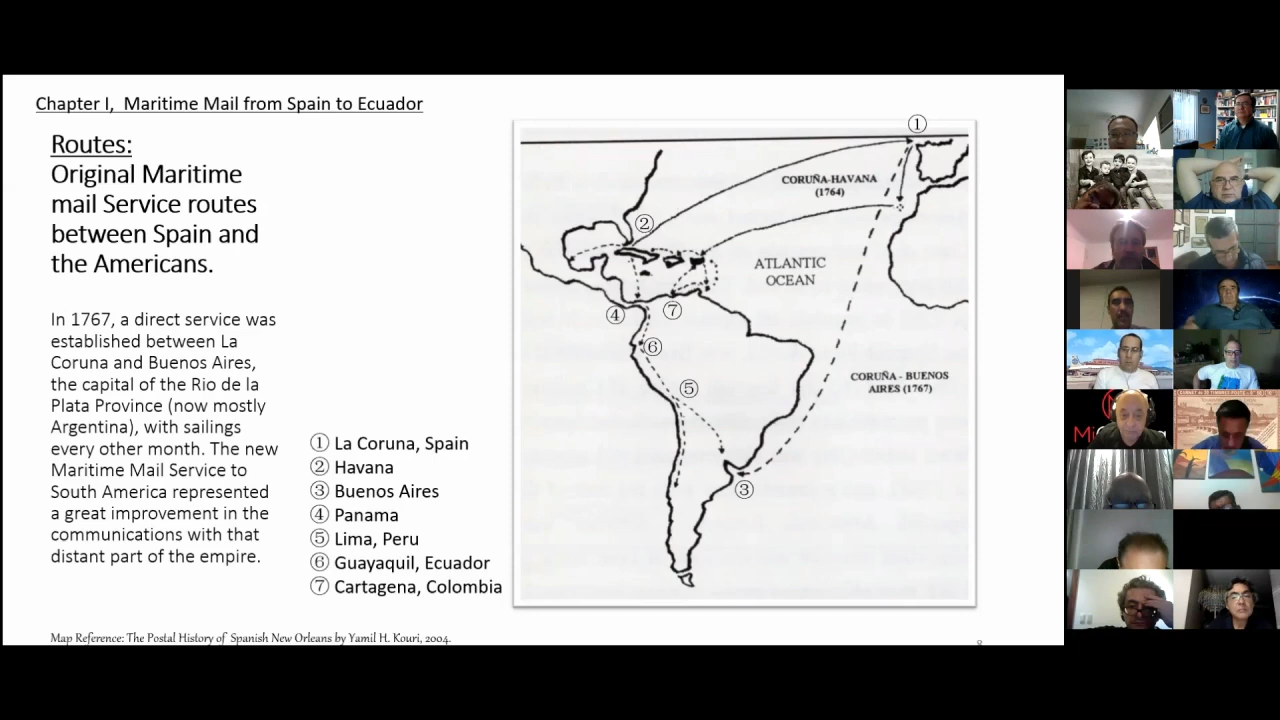 Chapter I, Maritime Mail from Spain to Ecuador
Routes:
Original Maritime
mail Service routes
between Spain and
the Americans.
In 1767, a direct service was
established between La
Coruna and Buenos Aires,
the capital of the Rio de la
Plata Province (now mostly
Argentina), with sailings
every other month. The new
Maritime Mail Service to
South America represented
a great improvement in the
communications with that
distant part of the empire.
① La Coruna, Spain
② Havana
③ Buenos Aires
④ Panama
⑤ Lima, Peru
⑥ Guayaquil, Ecuador
⑦ Cartagena, Colombia
①
CORUÑA-HAVANA
(1764)
②
ATLANTIC
OCEAN
④
⑦
⑥
⑤
CORUÑA - BUENOS
AIRES (1767)
③
Map Reference: The Postal History of Spanish New Orleans by Yamil H. Kouri, 2004.